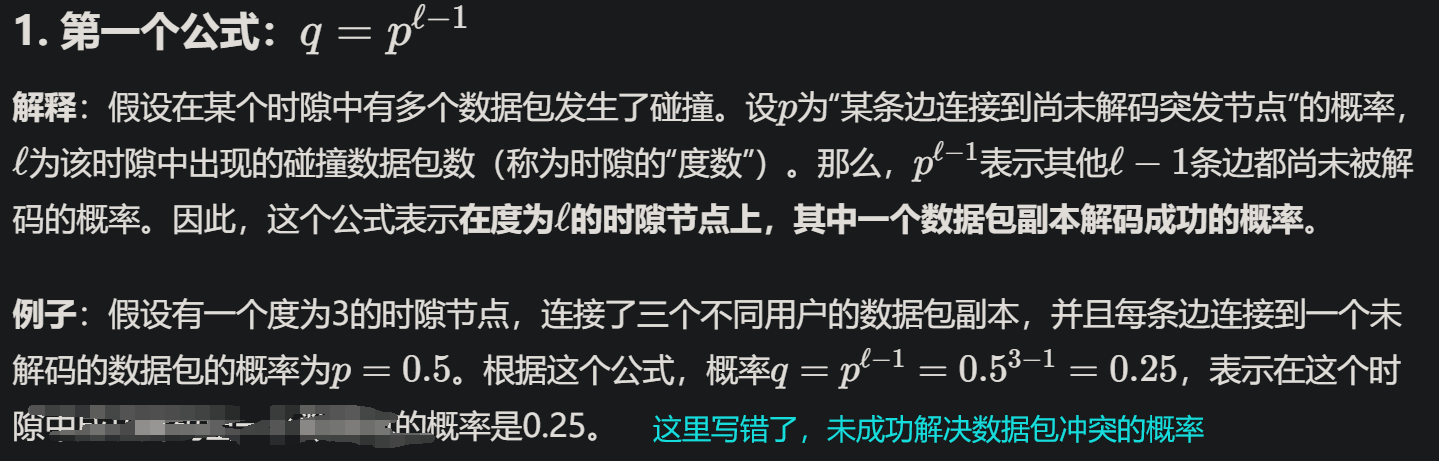 1. 第一个公式：q = p^{ℓ−1}
解释：假设在某个时隙中有多个数据包发生了碰撞。设p为“某条边连接到尚未解码突发节点”的概率，
ℓ为该时隙中出现的碰撞数据包数（称为时隙的“度数”）。那么，p^{ℓ−1}表示其他ℓ − 1条边都尚未被解
码的概率。因此，这个公式表示在度为ℓ的时隙节点上，其中一个数据包副本解码成功的概率。
例子：假设有一个度为3的时隙节点，连接了三个不同用户的数据包副本，并且每条边连接到一个未
解码的数据包的概率为p = 0.5。根据这个公式，概率q = p^{ℓ−1} = 0.5^{3−1} = 0.25，表示在这个时
隙中的概率是0.25。 这里写错了，未成功解决数据包冲突的概率